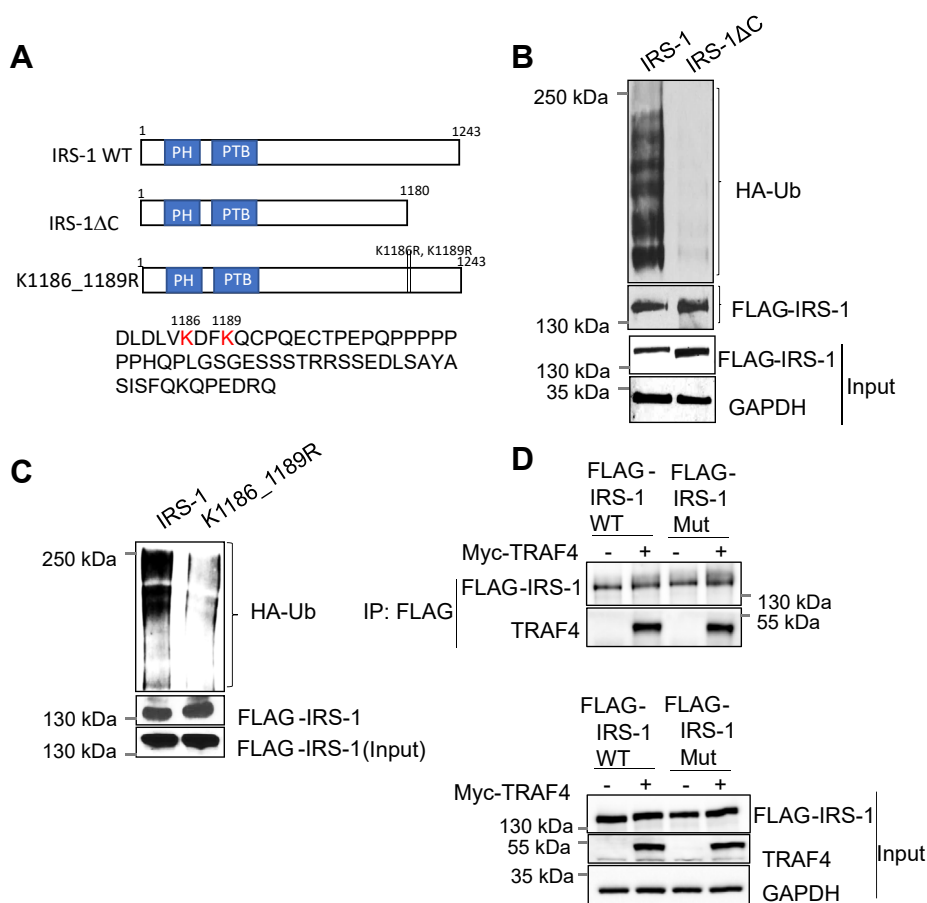 A
1
1243
IRS-1 WT
PH
PTB
1
1180
IRS-1ΔC
PH
PTB
K1186R, K1189R
1
1243
K1186_1189R
PH
PTB
1186 1189
DLDLVKDFKQCPQECTPEPQPPPPP
PPHQPLGSGESSSTRRSSEDLSAYA
SISFQKQPEDRQ
B
IRS-1
IRS-1ΔC
250 kDa
HA-Ub
FLAG-IRS-1
130 kDa
FLAG-IRS-1
130 kDa
35 kDa
GAPDH
Input
C
IRS-1
K1186_1189R
250 kDa
HA-Ub
130 kDa
FLAG-IRS-1
130 kDa
FLAG-IRS-1(Input)
D
FLAG-
IRS-1
WT
FLAG-
IRS-1
Mut
Myc-TRAF4
- + - +
IP: FLAG
FLAG-IRS-1
130 kDa
55 kDa
TRAF4
FLAG-
IRS-1
WT
FLAG-
IRS-1
Mut
Myc-TRAF4
- + - +
FLAG-IRS-1
130 kDa
55 kDa
TRAF4
35 kDa
GAPDH
Input